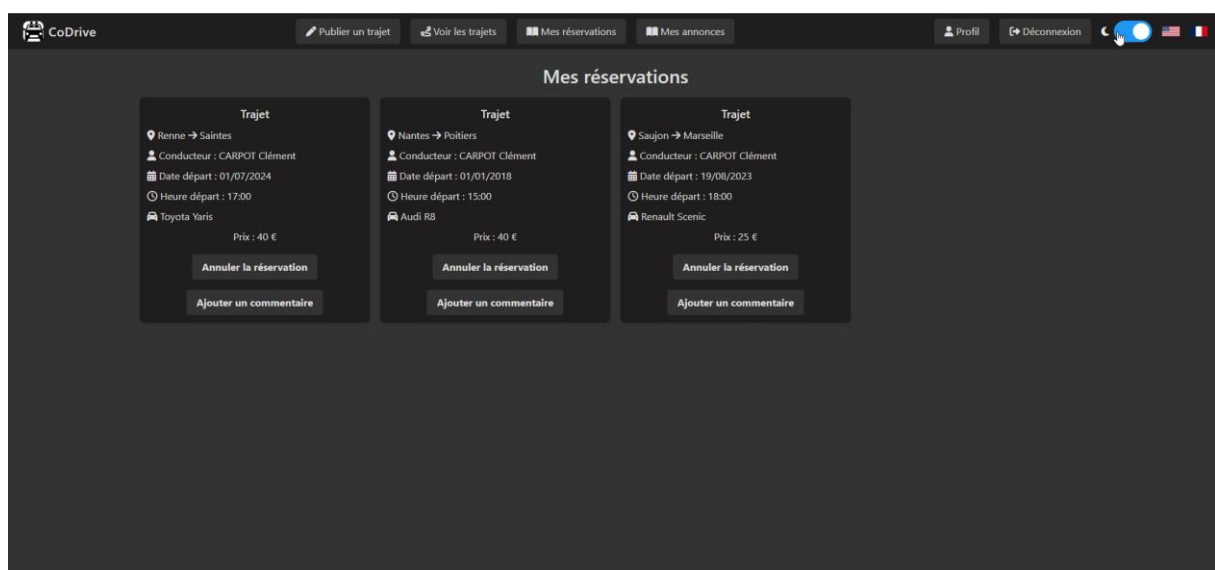 CoDrive
Publier un trajet
Voir les trajets
Mes réservations
Mes annonces
Profil
Déconnexion
Mes réservations
Trajet
Renne → Saintes
Conducteur : CARPOT Clément
Date départ : 01/07/2024
Heure départ : 17:00
Toyota Yaris
Prix : 40 €
Annuler la réservation
Ajouter un commentaire
Trajet
Nantes → Poitiers
Conducteur : CARPOT Clément
Date départ : 01/01/2018
Heure départ : 15:00
Audi R8
Prix : 40 €
Annuler la réservation
Ajouter un commentaire
Trajet
Saujon → Marseille
Conducteur : CARPOT Clément
Date départ : 19/08/2023
Heure départ : 18:00
Renault Scenic
Prix : 25 €
Annuler la réservation
Ajouter un commentaire